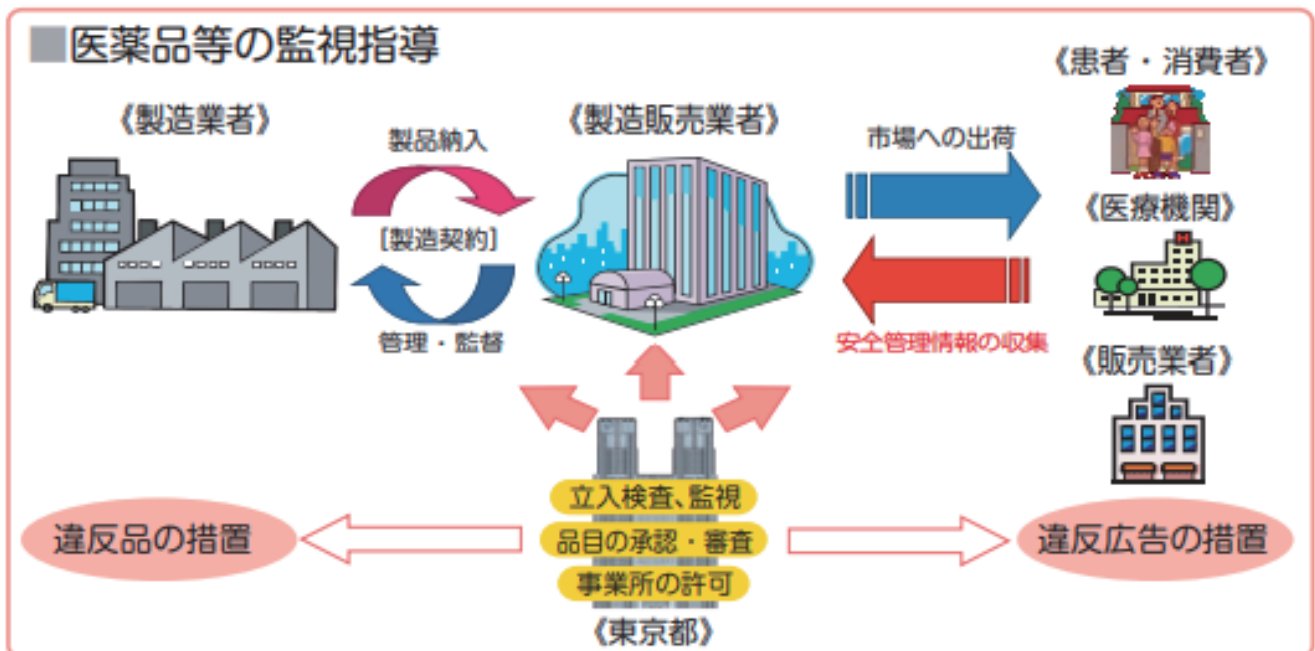 ■医薬品等の監視指導
《製造業者》
製品納入
[製造契約]
管理・監督
《製造販売業者》
市場への出荷
安全管理情報の収集
《患者・消費者》
《医療機関》
H
《販売業者》
違反品の措置
立入検査、監視
品目の承認・審査
事業所の許可
《東京都》
違反広告の措置